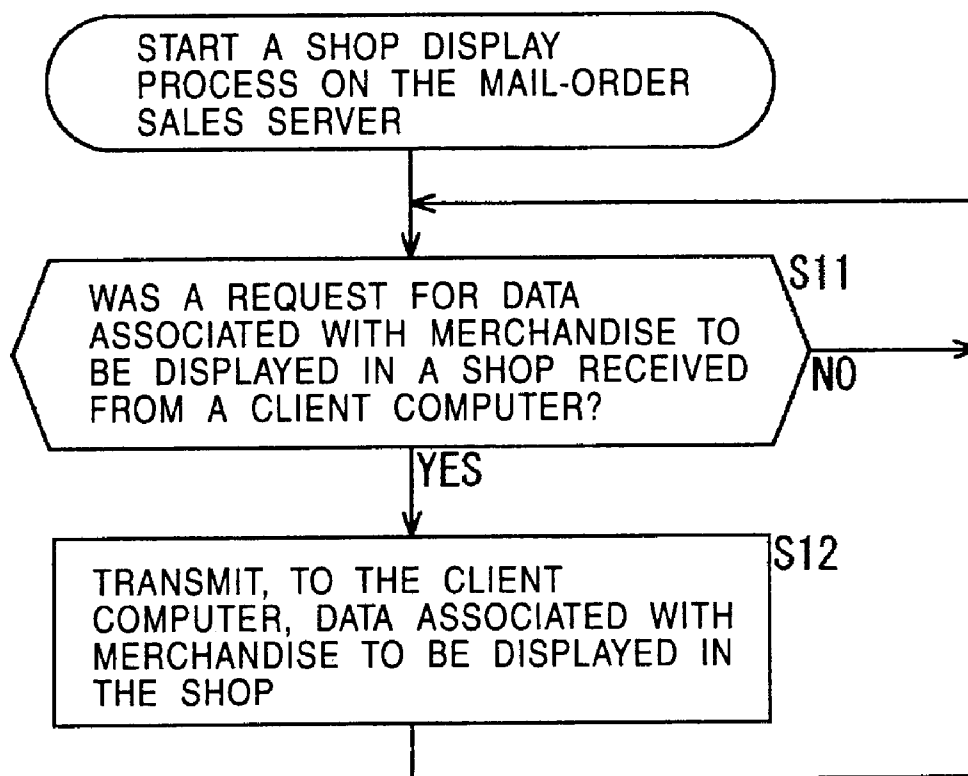 START A SHOP DISPLAY
PROCESS ON THE MAIL-ORDER
SALES SERVER
S11
WAS A REQUEST FOR DATA
ASSOCIATED WITH MERCHANDISE TO
BE DISPLAYED IN A SHOP RECEIVED
FROM A CLIENT COMPUTER?
NO
YES
S12
TRANSMIT, TO THE CLIENT
COMPUTER, DATA ASSOCIATED WITH
MERCHANDISE TO BE DISPLAYED IN
THE SHOP